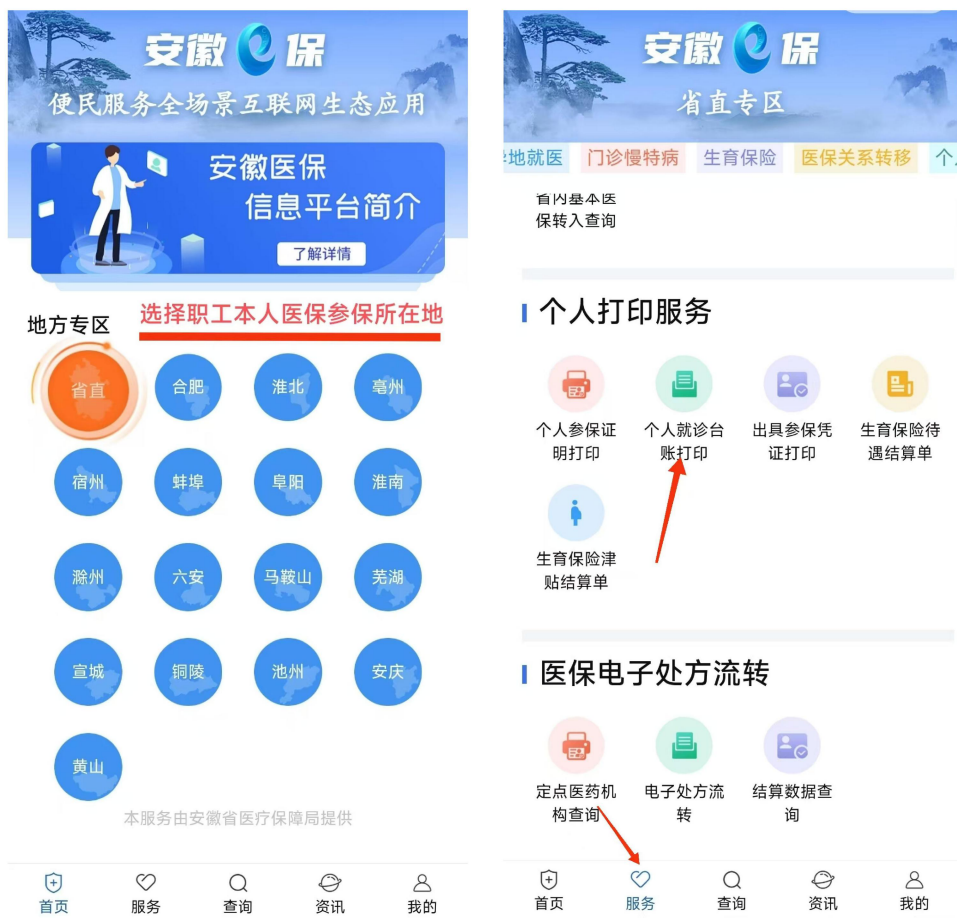 安徽e保
便民服务全场景互联网生态应用
安徽医保
信息平台简介
了解详情
地方专区
选择职工本人医保参保所在地
省直 合肥 淮北 亳州
宿州 蚌埠 阜阳 淮南
滁州 六安 马鞍山 芜湖
宣城 铜陵 池州 安庆
黄山
本服务由安徽省医疗保障局提供
首页 服务 查询 资讯 我的
安徽e保
省直专区
异地就医 门诊慢特病 生育保险 医保关系转移 个人
省内基本医
保转入查询
个人打印服务
个人参保证
明打印
个人就诊台
账打印
出具参保凭
证打印
生育保险待
遇结算单
生育保险津
贴结算单
医保电子处方流转
定点医药机
构查询
电子处方流
转
结算数据查
询
首页 服务 查询 资讯 我的